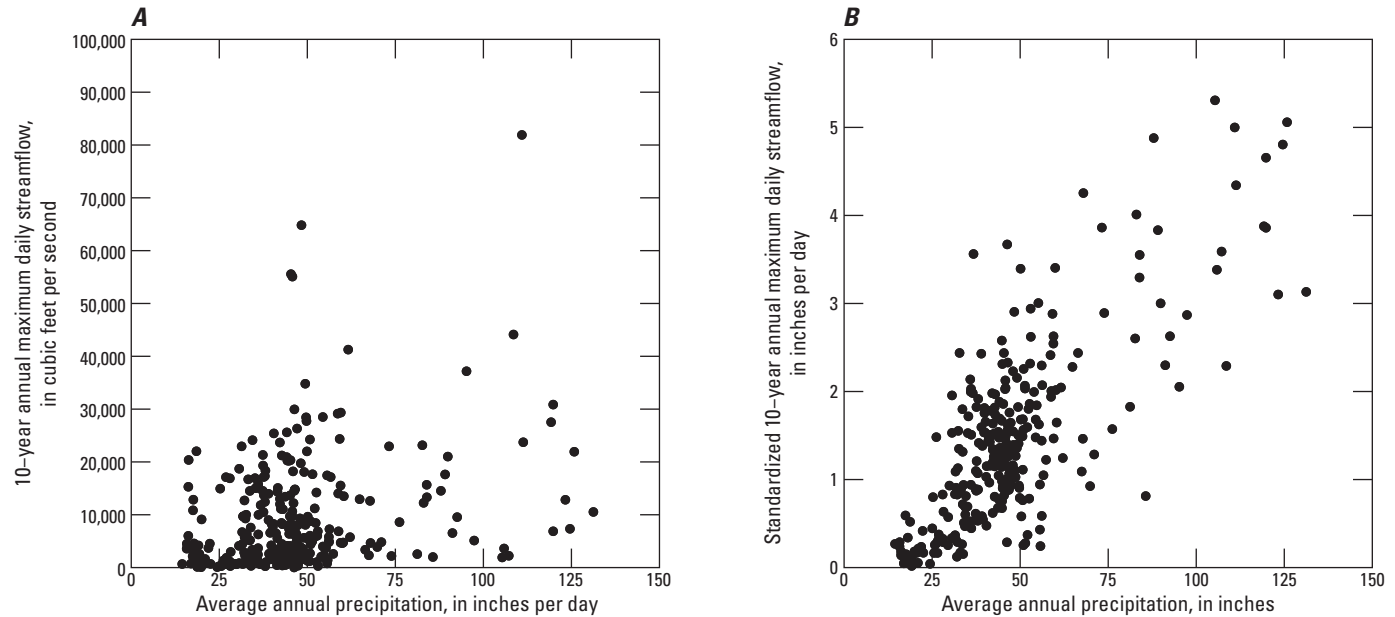 A
100,000
90,000
80,000
70,000
60,000
50,000
40,000
30,000
20,000
10,000
0
0 25 50 75 100 125 150
10–year annual maximum daily streamflow,
in cubic feet per second
Average annual precipitation, in inches per day
B
6
5
4
3
2
1
0
0 25 50 75 100 125 150
Standardized 10–year annual maximum daily streamflow,
in inches per day
Average annual precipitation, in inches